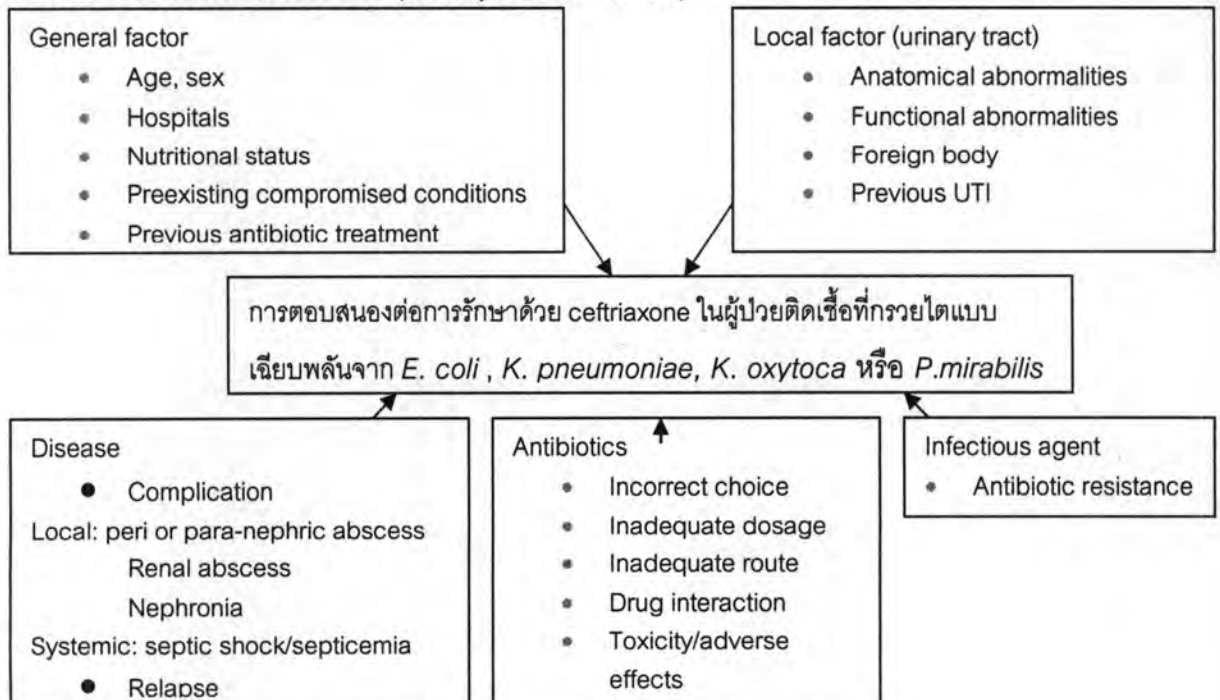 General factor
Age, sex
Hospitals
Nutritional status
Preexisting compromised conditions
Previous antibiotic treatment
Local factor (urinary tract)
Anatomical abnormalities
Functional abnormalities
Foreign body
Previous UTI
การตอบสนองต่อการรักษาด้วย ceftriaxone ในผู้ป่วยติดเชื้อที่กรวยไตแบบ
เฉียบพลันจาก E. coli , K. pneumoniae, K. oxytoca หรือ P.mirabilis
Disease
Complication
Local: peri or para-nephric abscess
Renal abscess
Nephronia
Systemic: septic shock/septicemia
Relapse
Antibiotics
Incorrect choice
Inadequate dosage
Inadequate route
Drug interaction
Toxicity/adverse
effects
Infectious agent
Antibiotic resistance